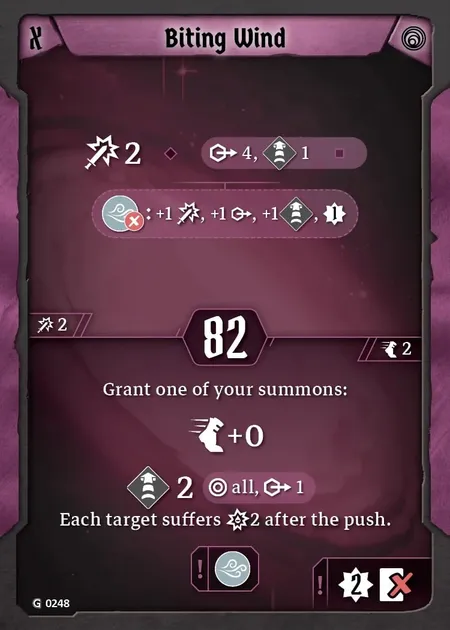 X Biting Wind
2 4, 1
: +1 , +1 , +1 , 1
2
82
2
Grant one of your summons:
+0
2 all, 1
Each target suffers 2 after the push.
! ! 2
G 0248